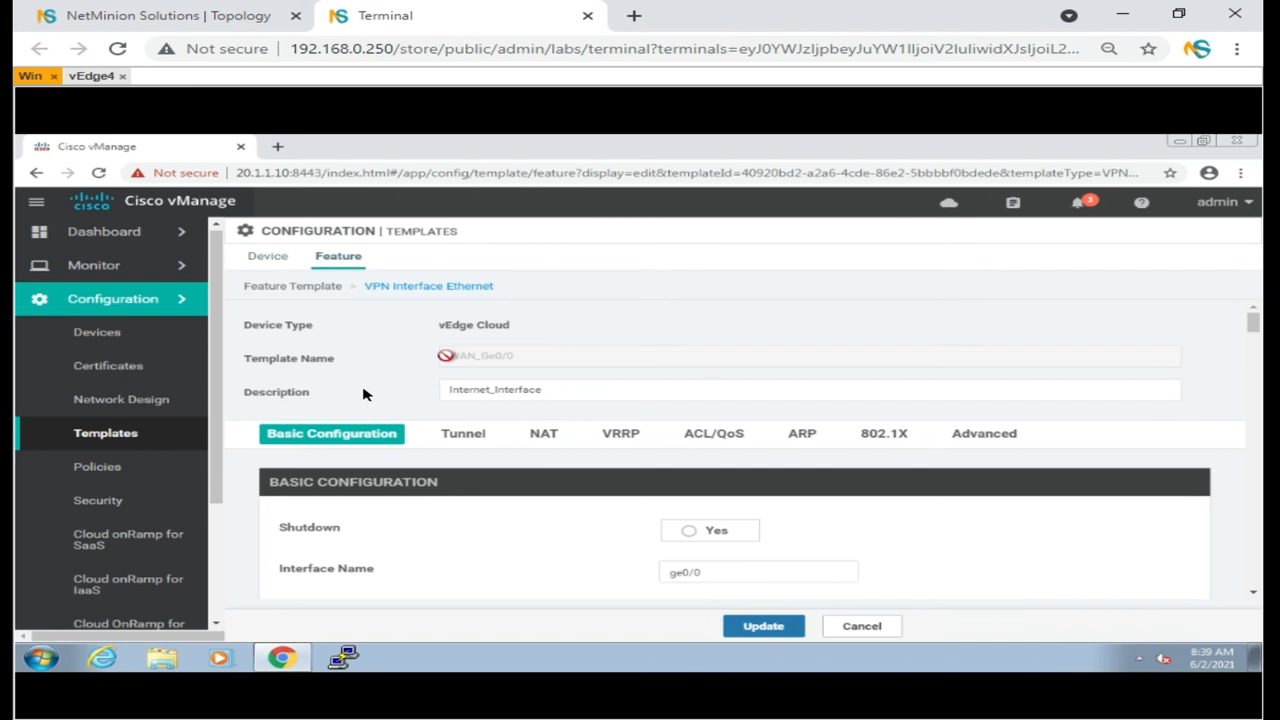 NetMinion Solutions | Topology
Terminal
Not secure
192.168.0.250/store/public/admin/labs/terminal?terminals=eyJ0YWJzIjpbeyJuYW1lIjoiV2luIiwidXJsIjoiL2...
Win
vEdge4
Cisco vManage
Not secure
20.1.1.10:8443/index.html#/app/config/template/feature?display=edit&templateId=40920bd2-a2a6-4cde-86e2-5bbbbf0bdede&templateType=VPN...
CISCO
Cisco vManage
3
admin
Dashboard
Monitor
Configuration
Devices
Certificates
Network Design
Templates
Policies
Security
Cloud onRamp for
SaaS
Cloud onRamp for
IaaS
Cloud OnRamp for
CONFIGURATION | TEMPLATES
Device
Feature
Feature Template > VPN Interface Ethernet
Device Type
vEdge Cloud
Template Name
WAN_Ge0/0
Description
Internet_Interface
Basic Configuration
Tunnel
NAT
VRRP
ACL/QoS
ARP
802.1X
Advanced
BASIC CONFIGURATION
Shutdown
Yes
Interface Name
ge0/0
Update
Cancel
8:39 AM
6/2/2021